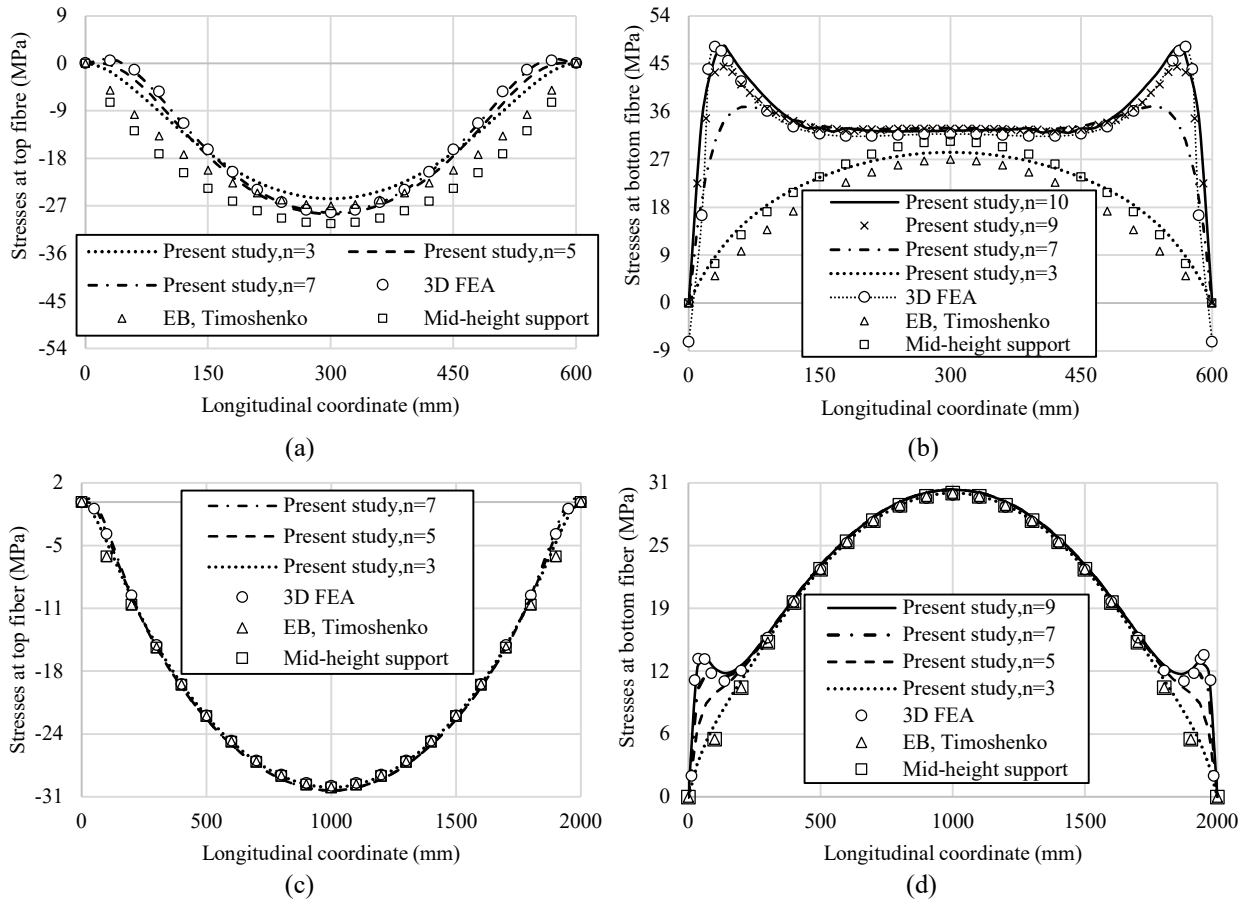 Stresses at top fibre (MPa)
9
0
-9
-18
-27
-36
-45
-54
Present study,n=3
Present study,n=5
Present study,n=7
3D FEA
EB, Timoshenko
Mid-height support
0
150
300
450
600
Longitudinal coordinate (mm)
(a)
Stresses at bottom fibre (MPa)
54
45
36
27
18
9
0
-9
Present study,n=10
Present study,n=9
Present study,n=7
Present study,n=3
3D FEA
EB, Timoshenko
Mid-height support
0
150
300
450
600
Longitudinal coordinate (mm)
(b)
Stresses at top fiber (MPa)
2
-5
-11
-18
-24
-31
Present study,n=7
Present study,n=5
Present study,n=3
3D FEA
EB, Timoshenko
Mid-height support
0
500
1000
1500
2000
Longitudinal coordinate (mm)
(c)
Stresses at bottom fiber (MPa)
31
25
19
12
6
0
Present study,n=9
Present study,n=7
Present study,n=5
Present study,n=3
3D FEA
EB, Timoshenko
Mid-height support
0
500
1000
1500
2000
Longitudinal coordinate (mm)
(d)